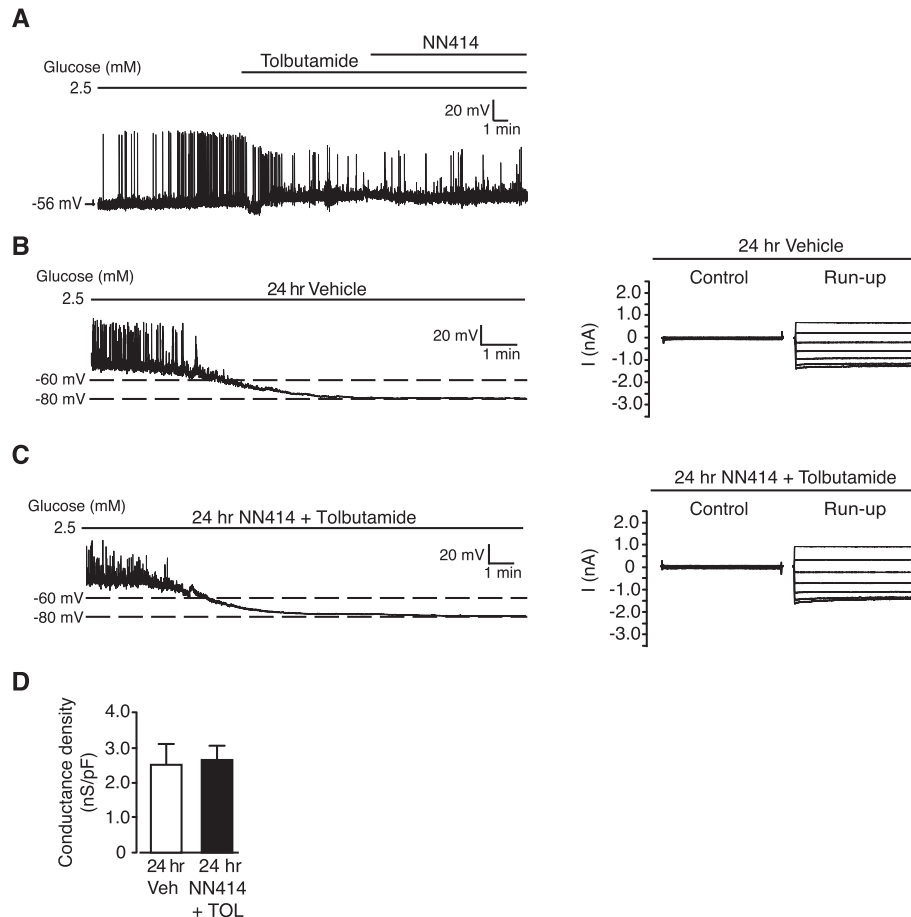 A
NN414
Tolbutamide
Glucose (mM)
2.5
20 mV
1 min
-56 mV
B
24 hr Vehicle
Glucose (mM)
24 hr Vehicle
2.5
20 mV
1 min
-60 mV
-80 mV
Control
Run-up
I (nA)
2.0
1.0
0
-1.0
-2.0
-3.0
C
24 hr NN414 + Tolbutamide
Glucose (mM)
24 hr NN414 + Tolbutamide
2.5
20 mV
1 min
-60 mV
-80 mV
Control
Run-up
I (nA)
2.0
1.0
0
-1.0
-2.0
-3.0
D
Conductance density
(nS/pF)
4.0
3.0
2.0
1.0
0
24 hr
Veh
24 hr
NN414
+ TOL